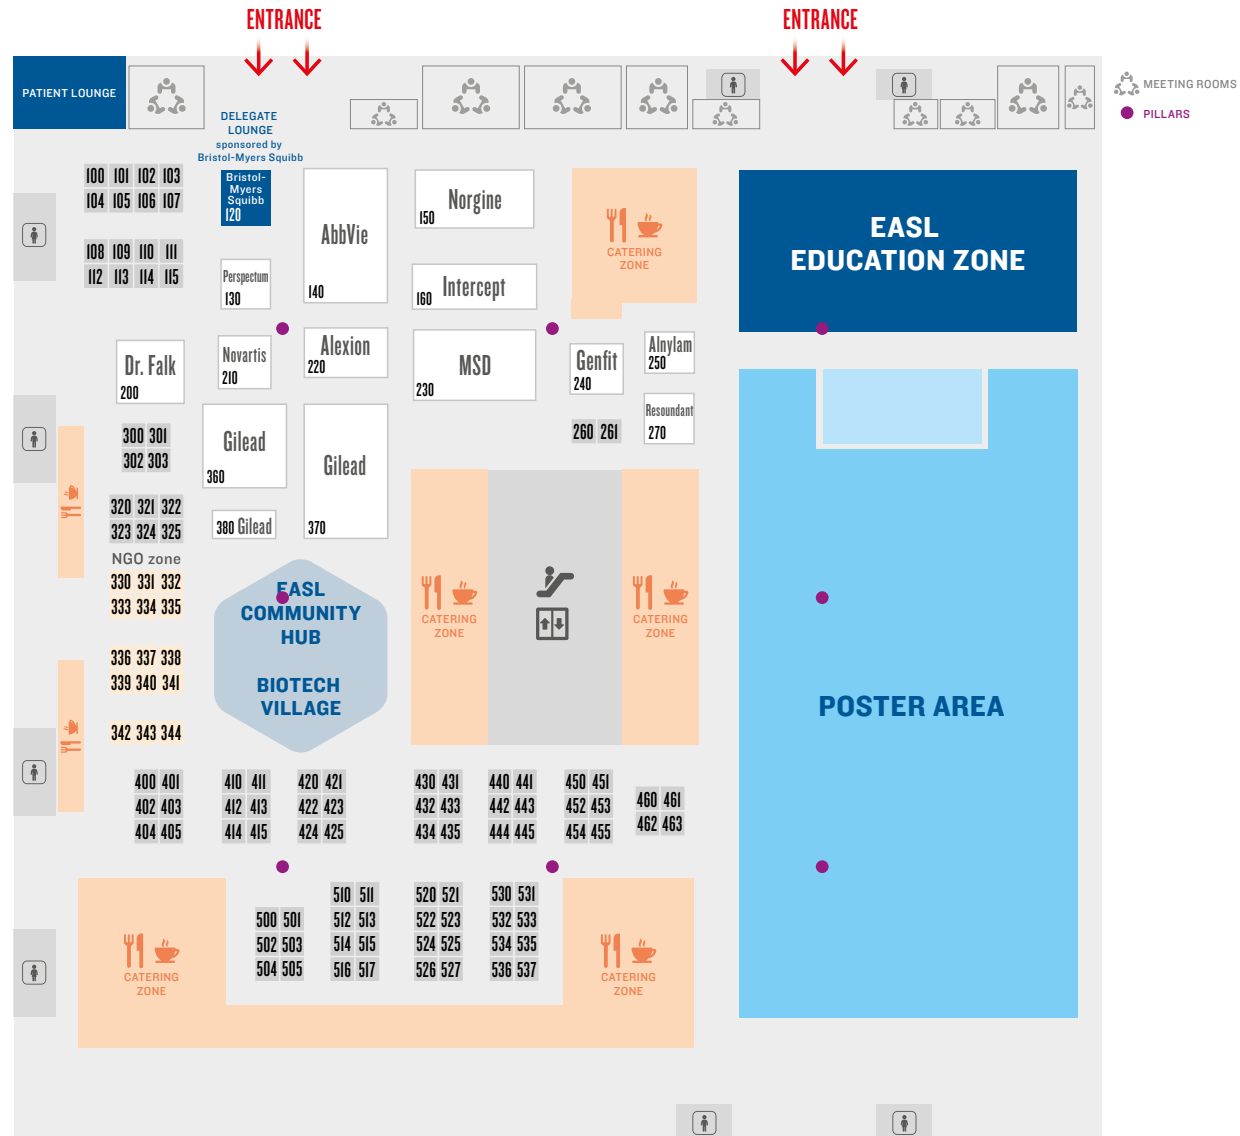 ENTRANCE
ENTRANCE
PATIENT LOUNGE
MEETING ROOMS
PILLARS
DELEGATE
LOUNGE
sponsored by
Bristol-Myers Squibb
100 101 102 103
104 105 106 107
108 109 110 111
112 113 114 115
Bristol-
Myers
Squibb
120
Perspectum
130
AbbVie
140
Norgine
150
Intercept
160
CATERING
ZONE
EASL
EDUCATION ZONE
Dr. Falk
200
Novartis
210
Alexion
220
MSD
230
Genfit
240
Alnylam
250
260 261
Resoundant
270
300 301
302 303
320 321 322
323 324 325
Gilead
360
Gilead
370
380 Gilead
NGO zone
330 331 332
333 334 335
336 337 338
339 340 341
342 343 344
EASL
COMMUNITY
HUB
BIOTECH
VILLAGE
CATERING
ZONE
CATERING
ZONE
POSTER AREA
400 401
402 403
404 405
410 411
412 413
414 415
420 421
422 423
424 425
430 431
432 433
434 435
440 441
442 443
444 445
450 451
452 453
454 455
460 461
462 463
CATERING
ZONE
500 501
502 503
504 505
510 511
512 513
514 515
516 517
520 521
522 523
524 525
526 527
530 531
532 533
534 535
536 537
CATERING
ZONE